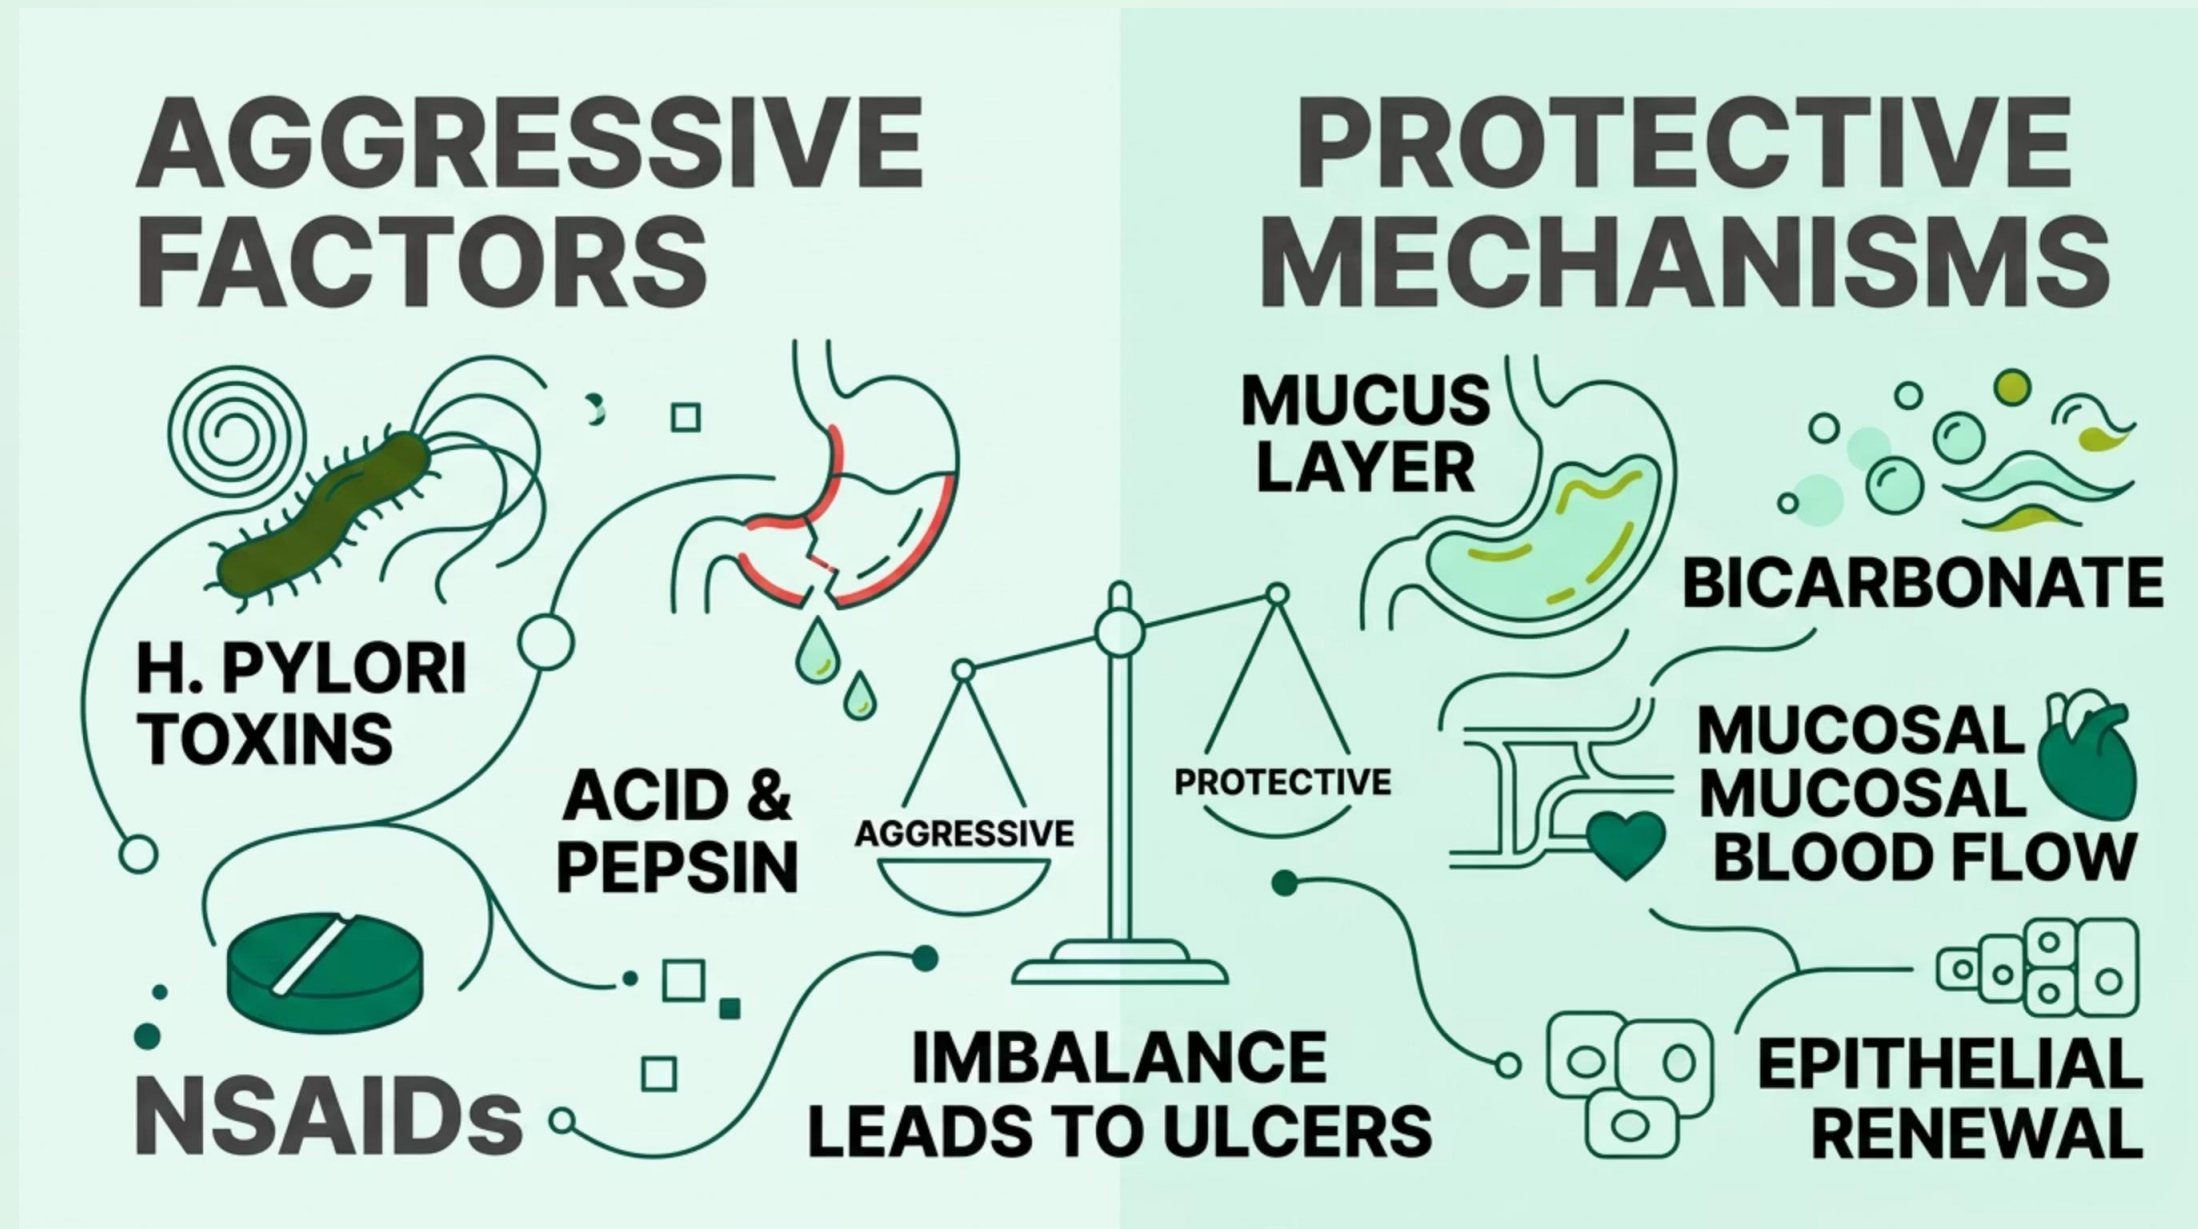 AGGRESSIVE
FACTORS
H. PYLORI
TOXINS
ACID &
PEPSIN
NSAIDs
AGGRESSIVE
PROTECTIVE
IMBALANCE
LEADS TO ULCERS
PROTECTIVE
MECHANISMS
MUCUS
LAYER
BICARBONATE
MUCOSAL
MUCOSAL
BLOOD FLOW
EPITHELIAL
RENEWAL